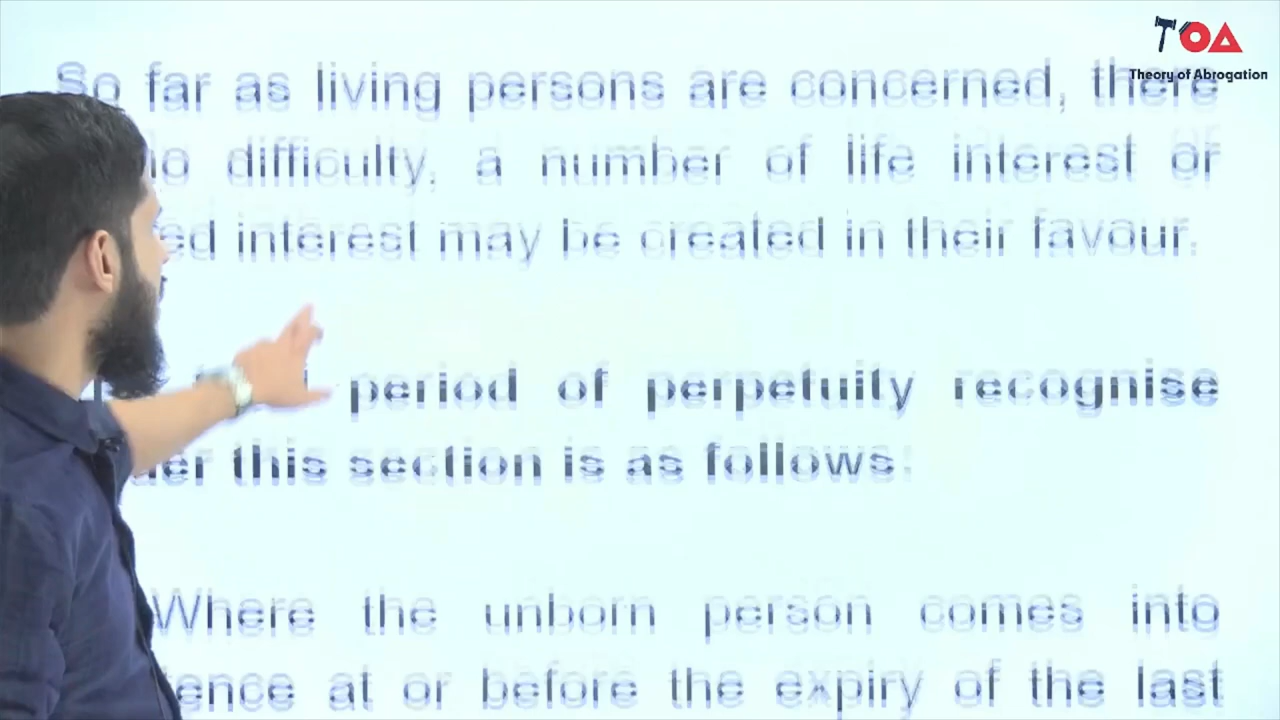 TOA
Theory of Abrogation
So far as living persons are concerned, there
difficulty, a number of life interest or
interest may be created in their favour.
period of perpetuity recognise
this section is as follows:
Where the unborn person comes into
at or before the expiry of the last